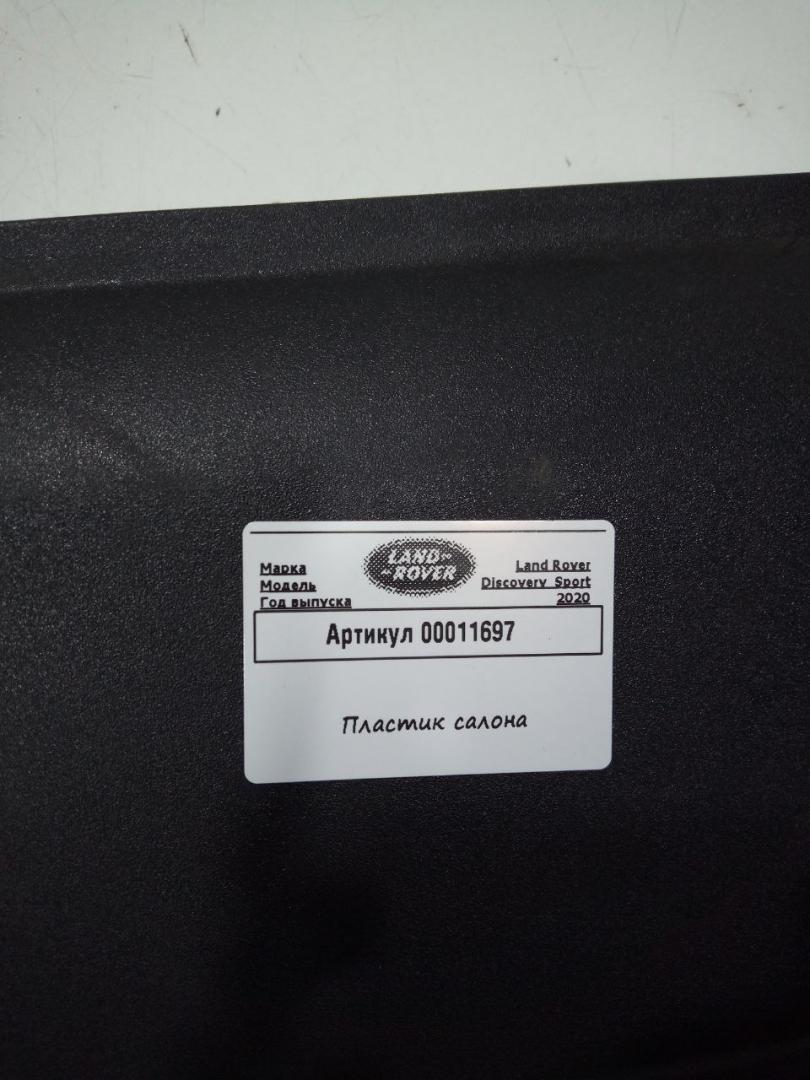 LAND-
-ROVER
Марка Land Rover
Модель Discovery Sport
Год выпуска 2020
Артикул 00011697
Пластик салона